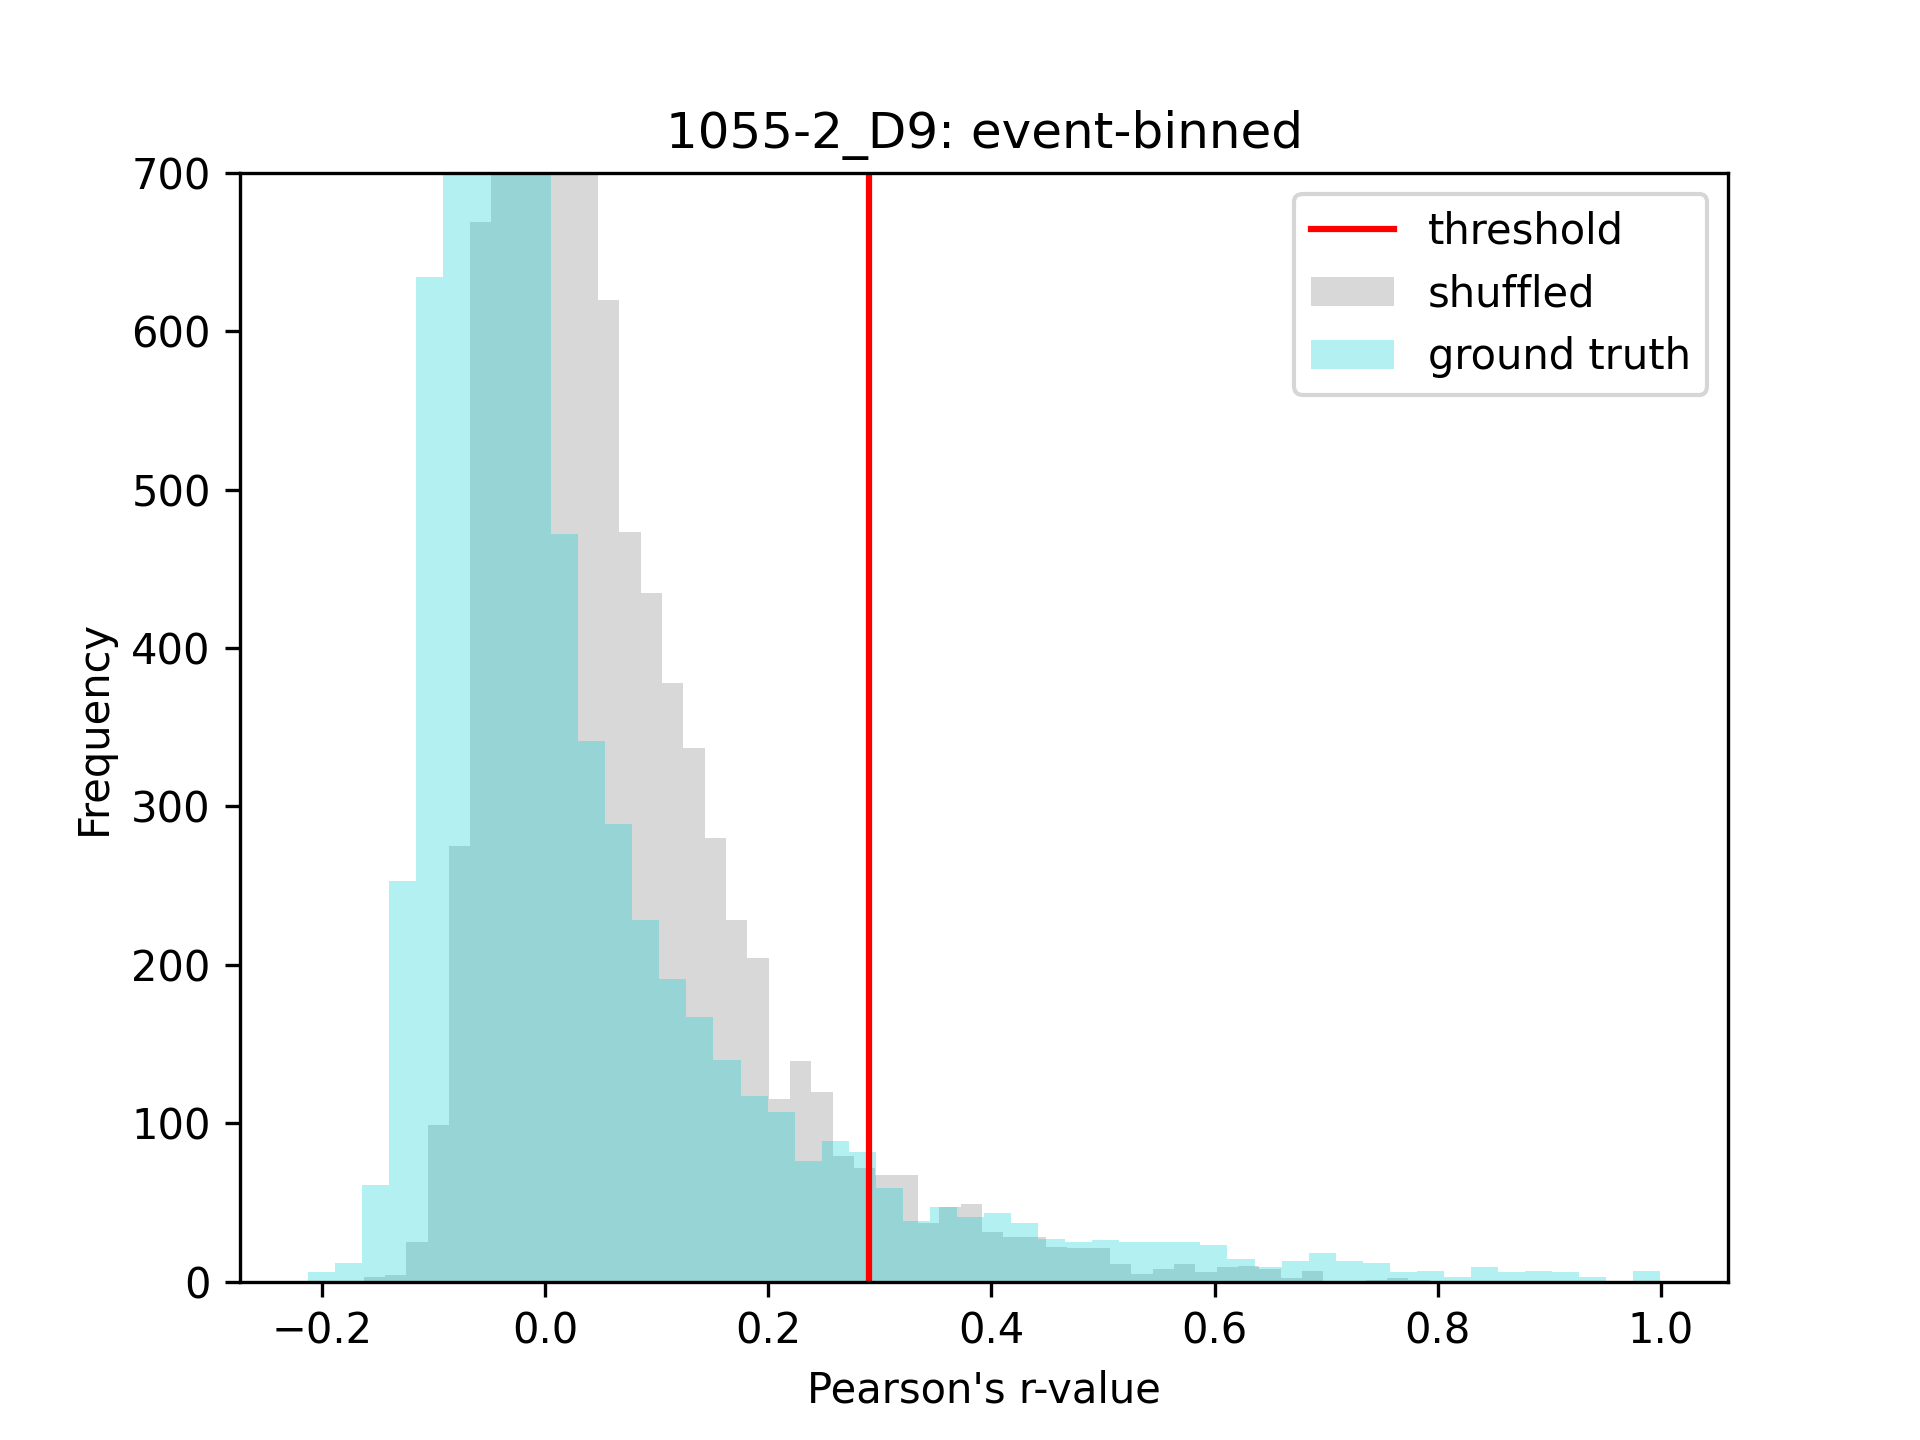 1055-2_D9: event-binned
700
600
500
400
300
200
100
0
Frequency
−0.2
0.0
0.2
0.4
0.6
0.8
1.0
Pearson's r-value
threshold
shuffled
ground truth